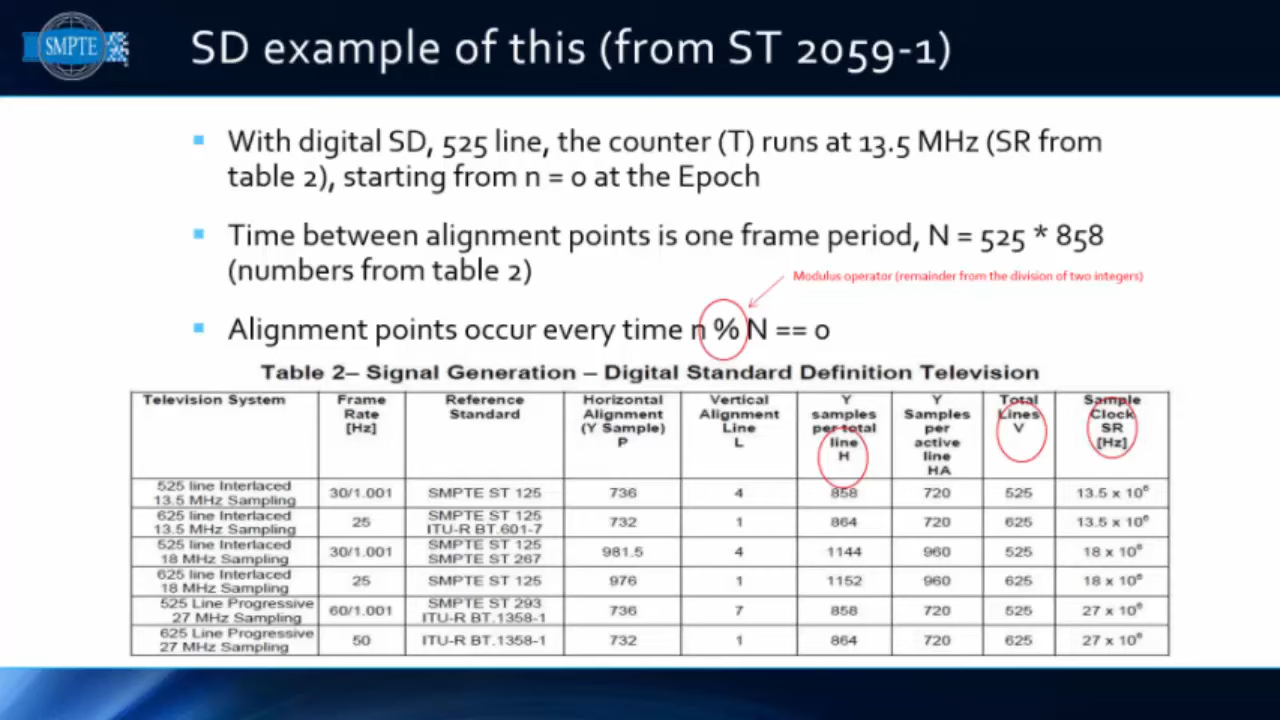 SMPTE
SD example of this (from ST 2059-1)
With digital SD, 525 line, the counter (T) runs at 13.5 MHz (SR from
table 2), starting from n = 0 at the Epoch
Time between alignment points is one frame period, N = 525 * 858
(numbers from table 2)
Modulus operator (remainder from the division of two integers)
Alignment points occur every time n % N == 0
Table 2– Signal Generation – Digital Standard Definition Television
Television System Frame Rate [Hz] Reference Standard Horizontal Alignment (Y Sample) P Vertical Alignment Line L Y samples per total line H Y Samples per active line HA Total Lines V Sample Clock SR [Hz]
525 line Interlaced 13.5 MHz Sampling 30/1.001 SMPTE ST 125 736 4 858 720 525 13.5 x 10⁶
625 line Interlaced 13.5 MHz Sampling 25 SMPTE ST 125 ITU-R BT.601-7 732 1 864 720 625 13.5 x 10⁶
525 line Interlaced 18 MHz Sampling 30/1.001 SMPTE ST 125 SMPTE ST 267 981.5 4 1144 960 525 18 x 10⁶
625 line Interlaced 18 MHz Sampling 25 SMPTE ST 125 976 1 1152 960 625 18 x 10⁶
525 Line Progressive 27 MHz Sampling 60/1.001 SMPTE ST 293 ITU-R BT.1358-1 736 7 858 720 525 27 x 10⁶
625 Line Progressive 27 MHz Sampling 50 ITU-R BT.1358-1 732 1 864 720 625 27 x 10⁶